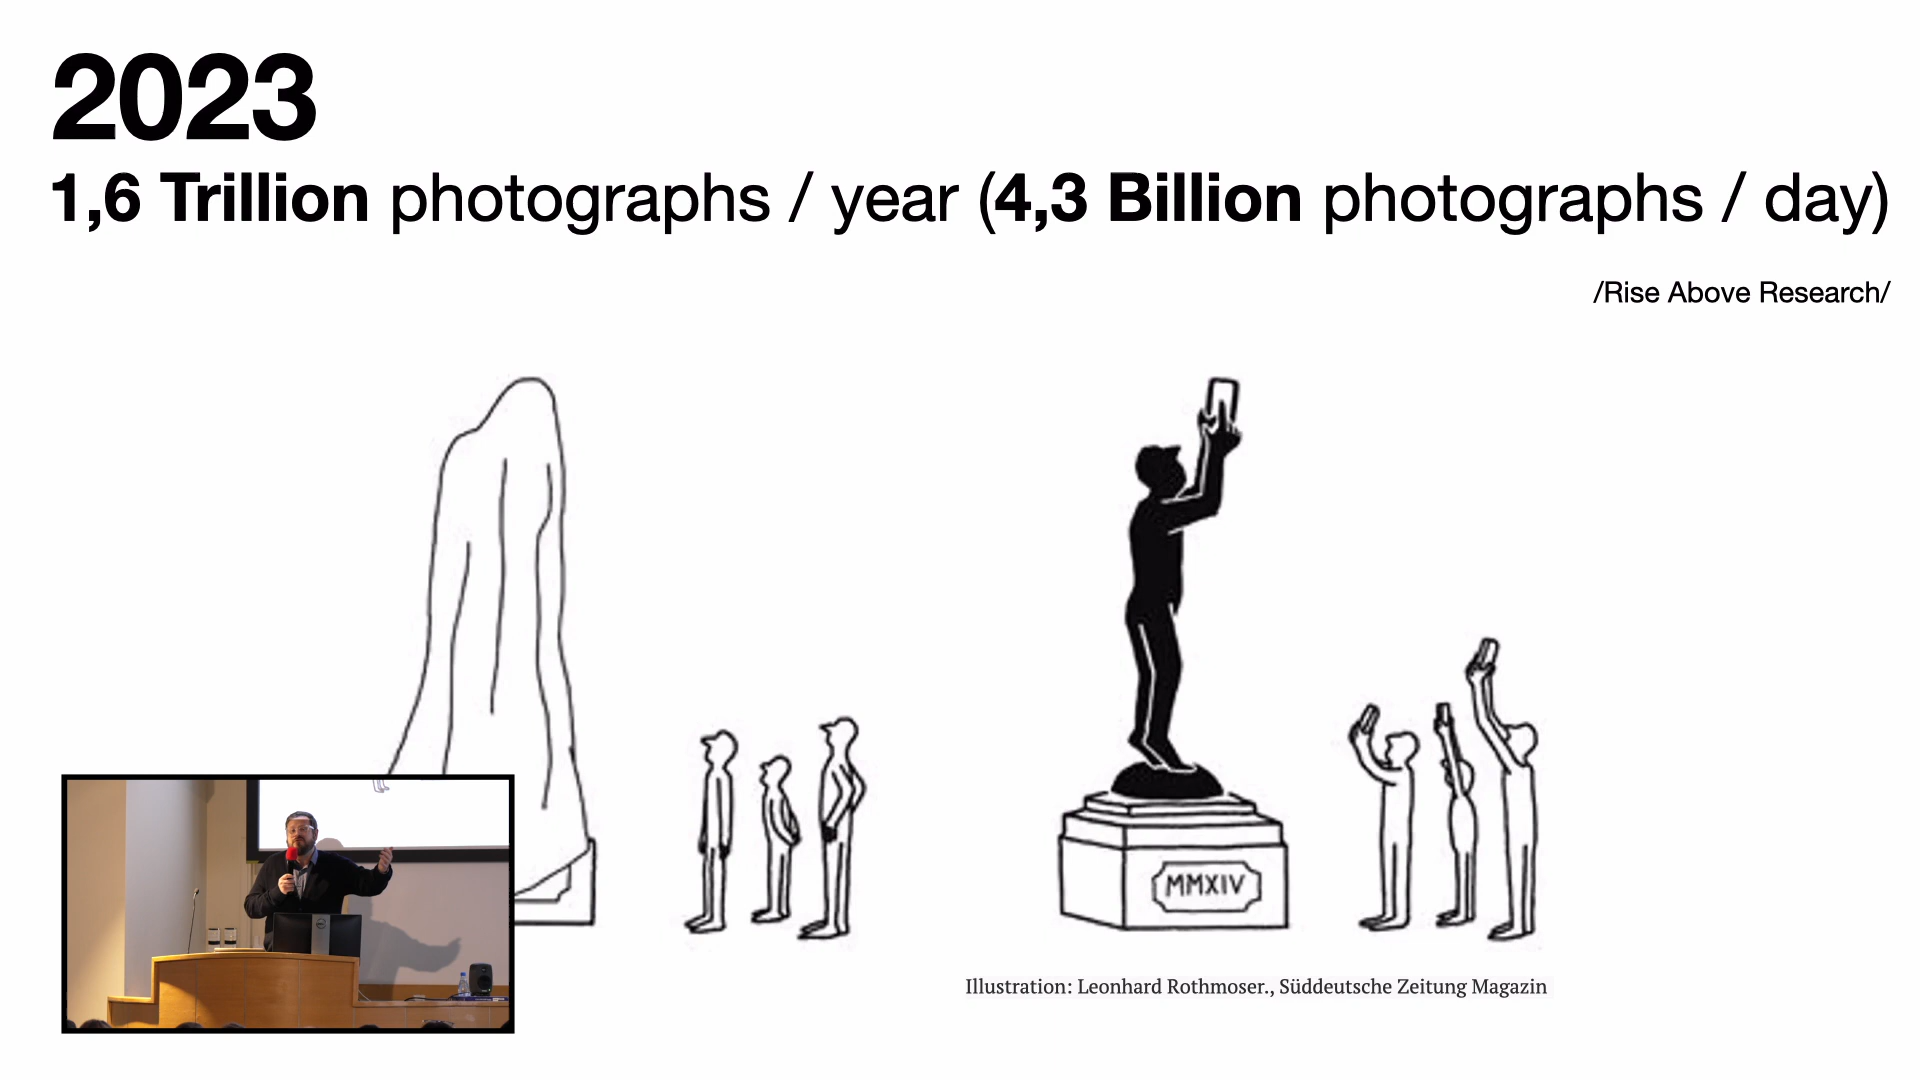 2023
1,6 Trillion photographs / year (4,3 Billion photographs / day)
/Rise Above Research/
MMXIV
Illustration: Leonhard Rothmoser., Süddeutsche Zeitung Magazin